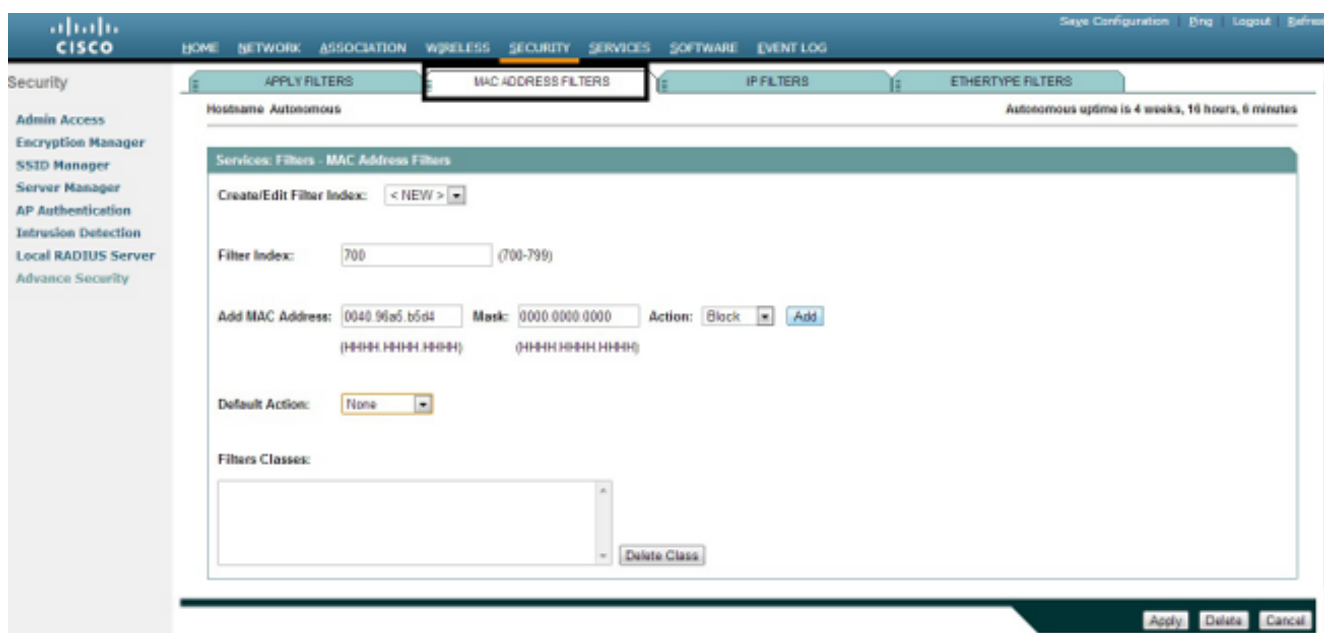 Save Configuration Ping Logout Refres
CISCO
HOME NETWORK ASSOCIATION WIRELESS SECURITY SERVICES SOFTWARE EVENT LOG
Security
APPLY FILTERS MAC ADDRESS FILTERS IP FILTERS ETHERTYPE FILTERS
Hostname Autonomous Autonomous uptime is 4 weeks, 16 hours, 6 minutes
Admin Access
Encryption Manager
SSID Manager
Server Manager
AP Authentication
Intrusion Detection
Local RADIUS Server
Advance Security
Services: Filters - MAC Address Filters
Create/Edit Filter Index: < NEW >
Filter Index: 700 (700-799)
Add MAC Address: 0040.96a5.b5d4 Mask: 0000.0000.0000 Action: Block Add
(HHHH.HHHH.HHHH) (HHHH.HHHH.HHHH)
Default Action: None
Filters Classes:
Delete Class
Apply Delete Cancel